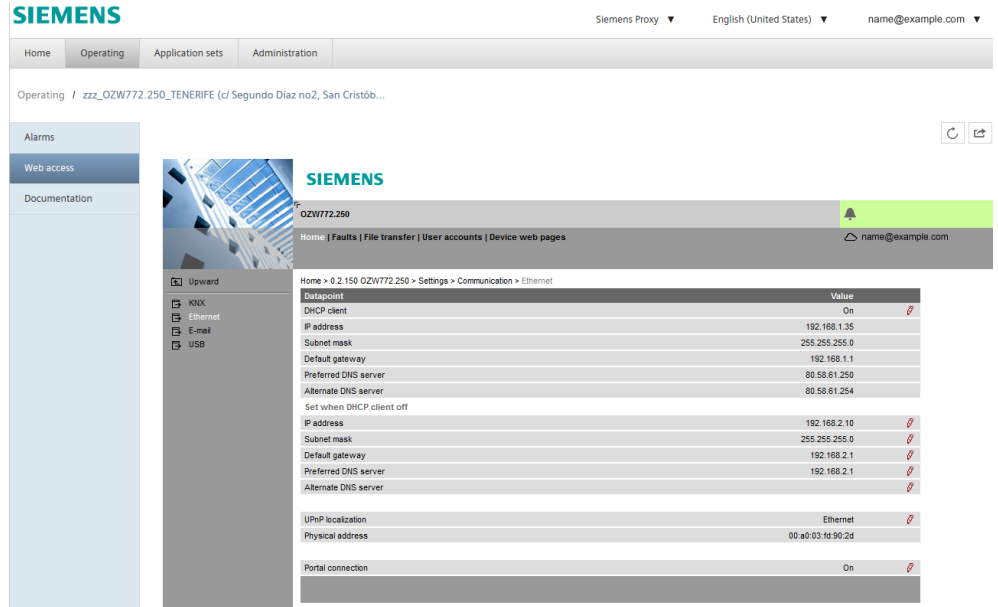 SIEMENS
Siemens Proxy ▼ English (United States) ▼ name@example.com ▼
Home Operating Application sets Administration
Operating / zzz_OZW772.250_TENERIFE (c/ Segundo Díaz no2, San Cristób...
Alarms
Web access
Documentation
SIEMENS
OZW772.250
Home | Faults | File transfer | User accounts | Device web pages
name@example.com
Upward
KNX
Ethernet
E-mail
USB
Home > 0.2.150 OZW772.250 > Settings > Communication > Ethernet
Datapoint Value
DHCP client On
IP address 192.168.1.35
Subnet mask 255.255.255.0
Default gateway 192.168.1.1
Preferred DNS server 80.58.61.250
Alternate DNS server 80.58.61.254
Set when DHCP client off
IP address 192.168.2.10
Subnet mask 255.255.255.0
Default gateway 192.168.2.1
Preferred DNS server 192.168.2.1
Alternate DNS server
UPnP localization Ethernet
Physical address 00:a0:03:fd:90:2d
Portal connection On